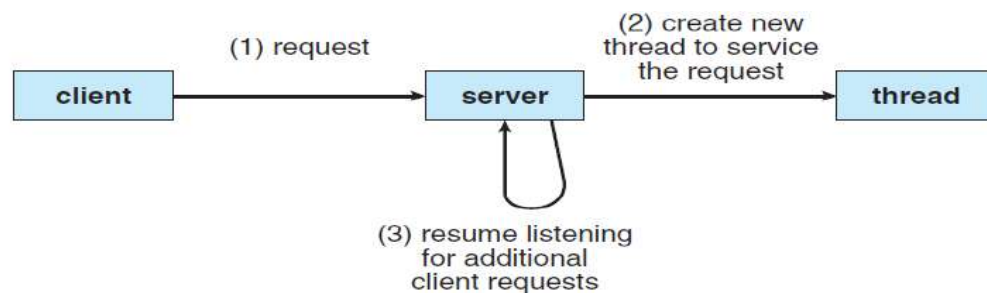 (1) request
(2) create new
thread to service
the request
client
server
thread
(3) resume listening
for additional
client requests